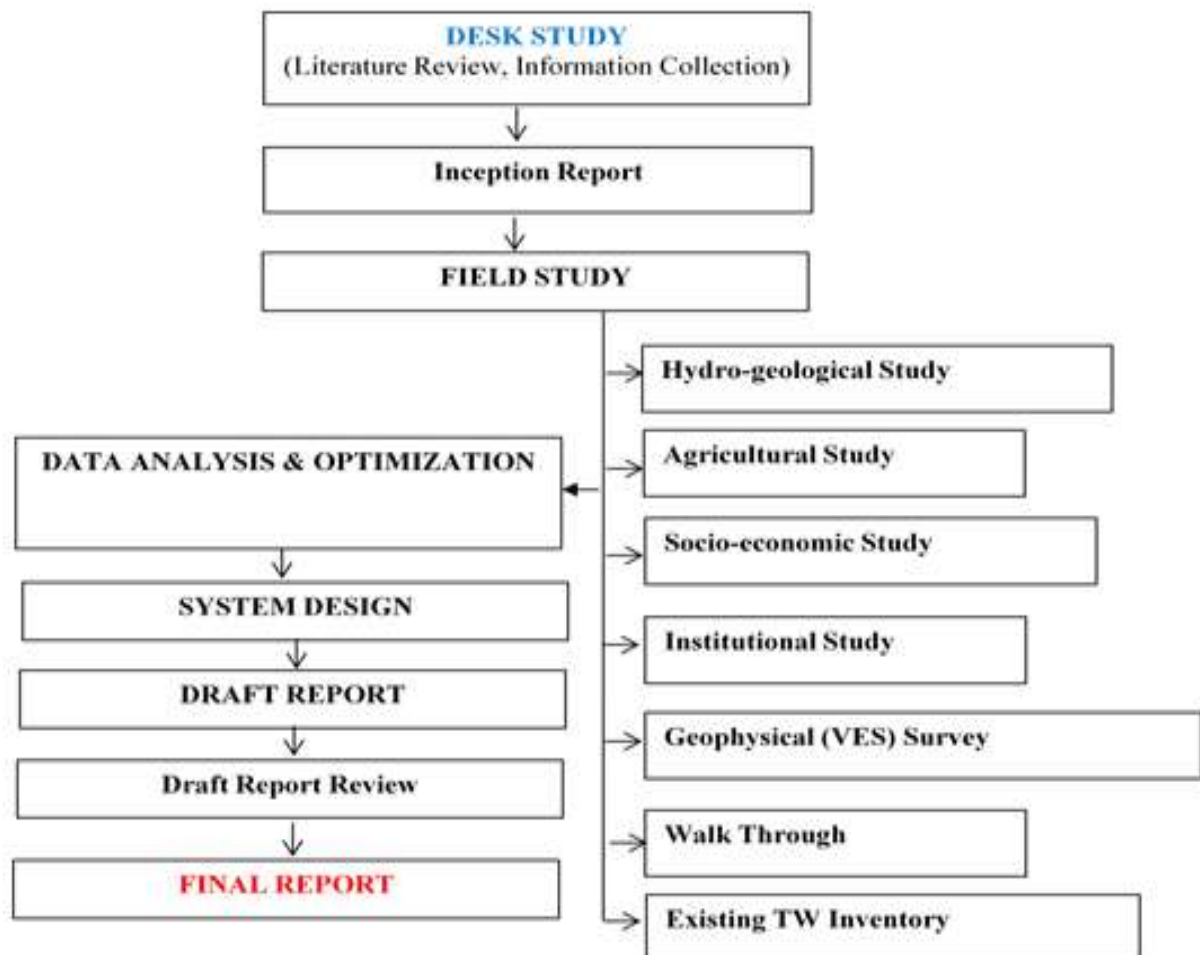 DESK STUDY
(Literature Review, Information Collection)
Inception Report
FIELD STUDY
Hydro-geological Study
Agricultural Study
Socio-economic Study
Institutional Study
Geophysical (VES) Survey
Walk Through
Existing TW Inventory
DATA ANALYSIS & OPTIMIZATION
SYSTEM DESIGN
DRAFT REPORT
Draft Report Review
FINAL REPORT